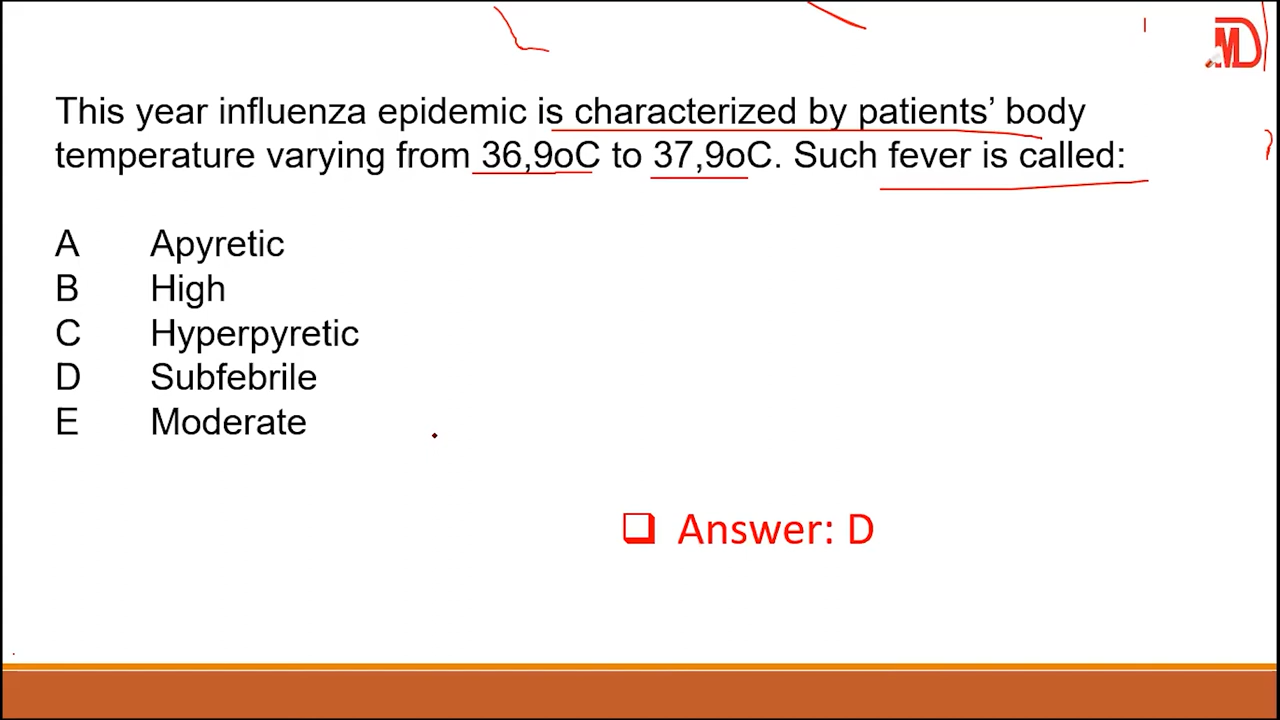 MD
This year influenza epidemic is characterized by patients’ body
temperature varying from 36,9oC to 37,9oC. Such fever is called:
A Apyretic
B High
C Hyperpyretic
D Subfebrile
E Moderate
❑ Answer: D